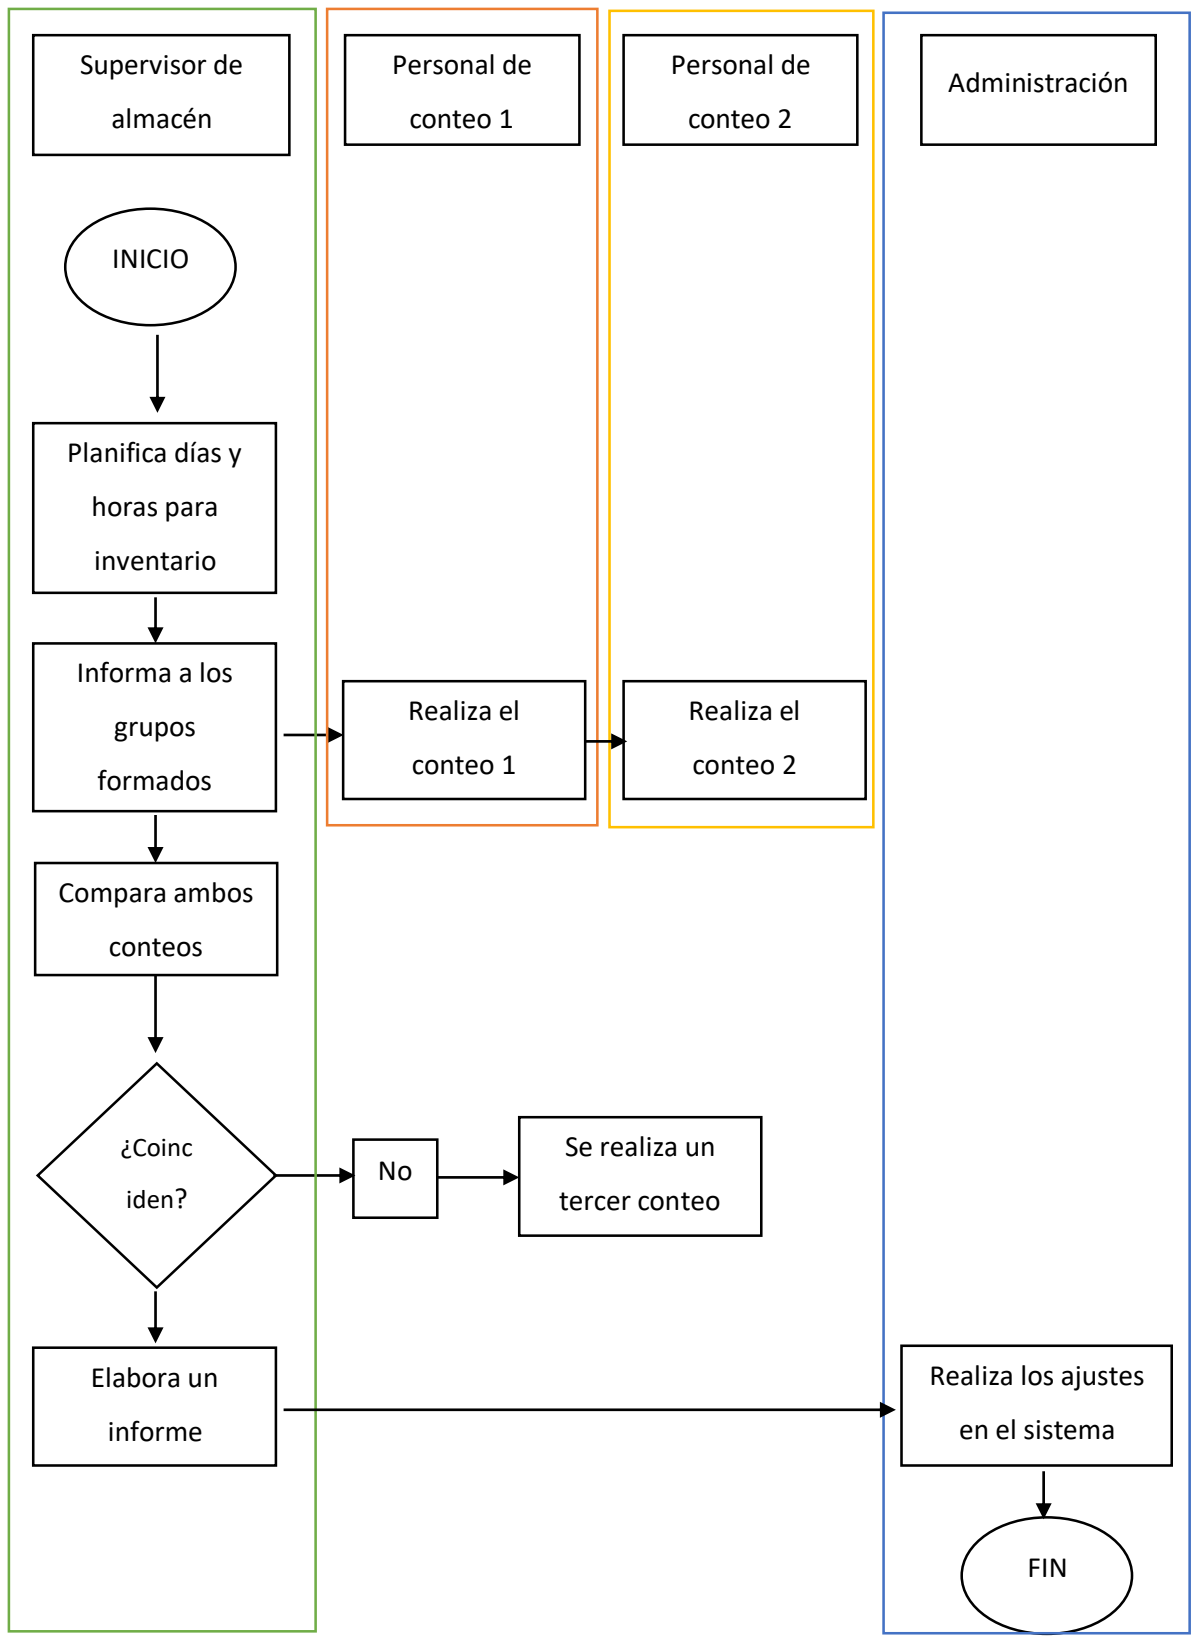 Supervisor de
almacén
Personal de
conteo 1
Personal de
conteo 2
Administración
INICIO
Planifica días y
horas para
inventario
Informa a los
grupos
formados
Realiza el
conteo 1
Realiza el
conteo 2
Compara ambos
conteos
¿Coinc
iden?
No
Se realiza un
tercer conteo
Elabora un
informe
Realiza los ajustes
en el sistema
FIN